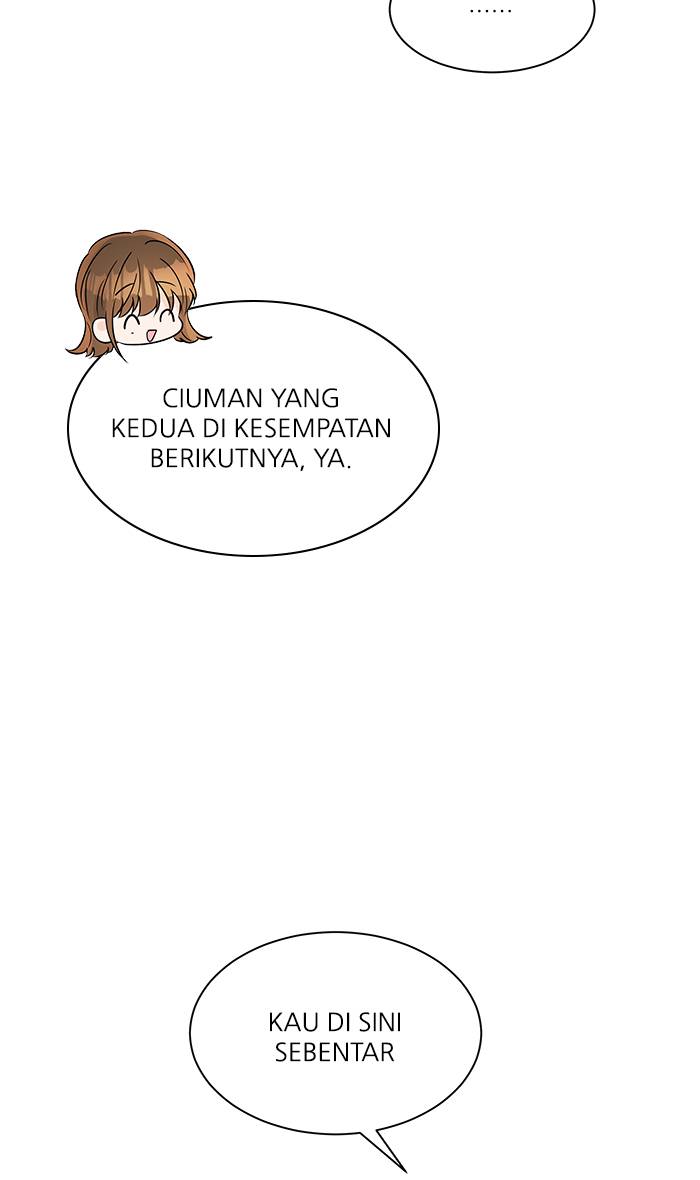 ......
CIUMAN YANG
KEDUA DI KESEMPATAN
BERIKUTNYA, YA.
KAU DI SINI
SEBENTAR